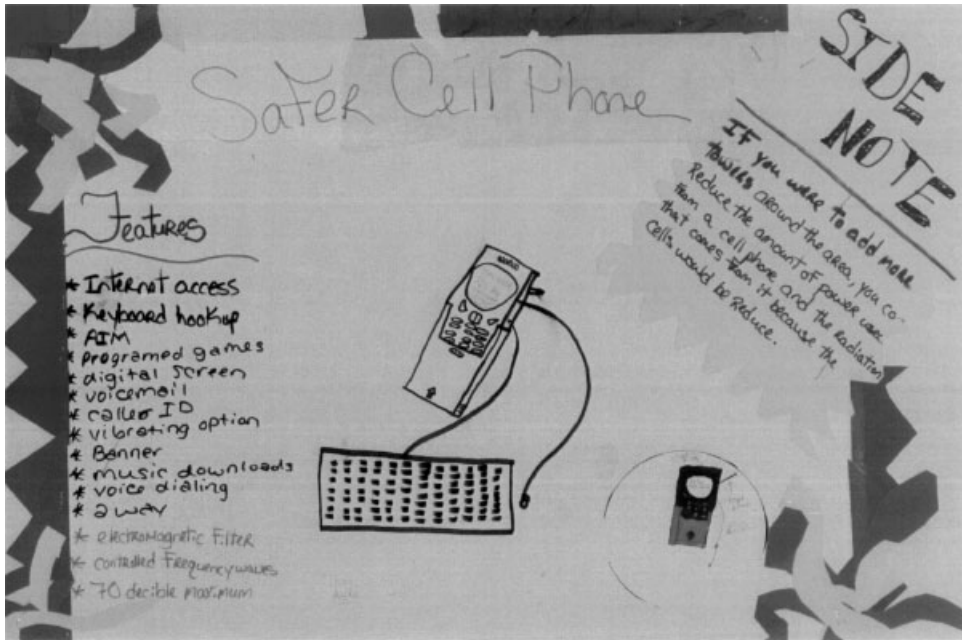 Safer Cell Phone
SIDE
NOTE
IF you were to add more
towers around the area, you co-
Reduce the amount of power use
from a cell phone and the Radiation
that comes from it because the
cells would be Reduce.
Features
* Internet access
* Keyboard hookup
* AIM
* programed games
* digital screen
* voicemail
* caller ID
* vibrating option
* Banner
* music downloads
* voice dialing
* 2 way
* electromagnetic Filter
* controlled Frequency waves
* 70 decible maximum